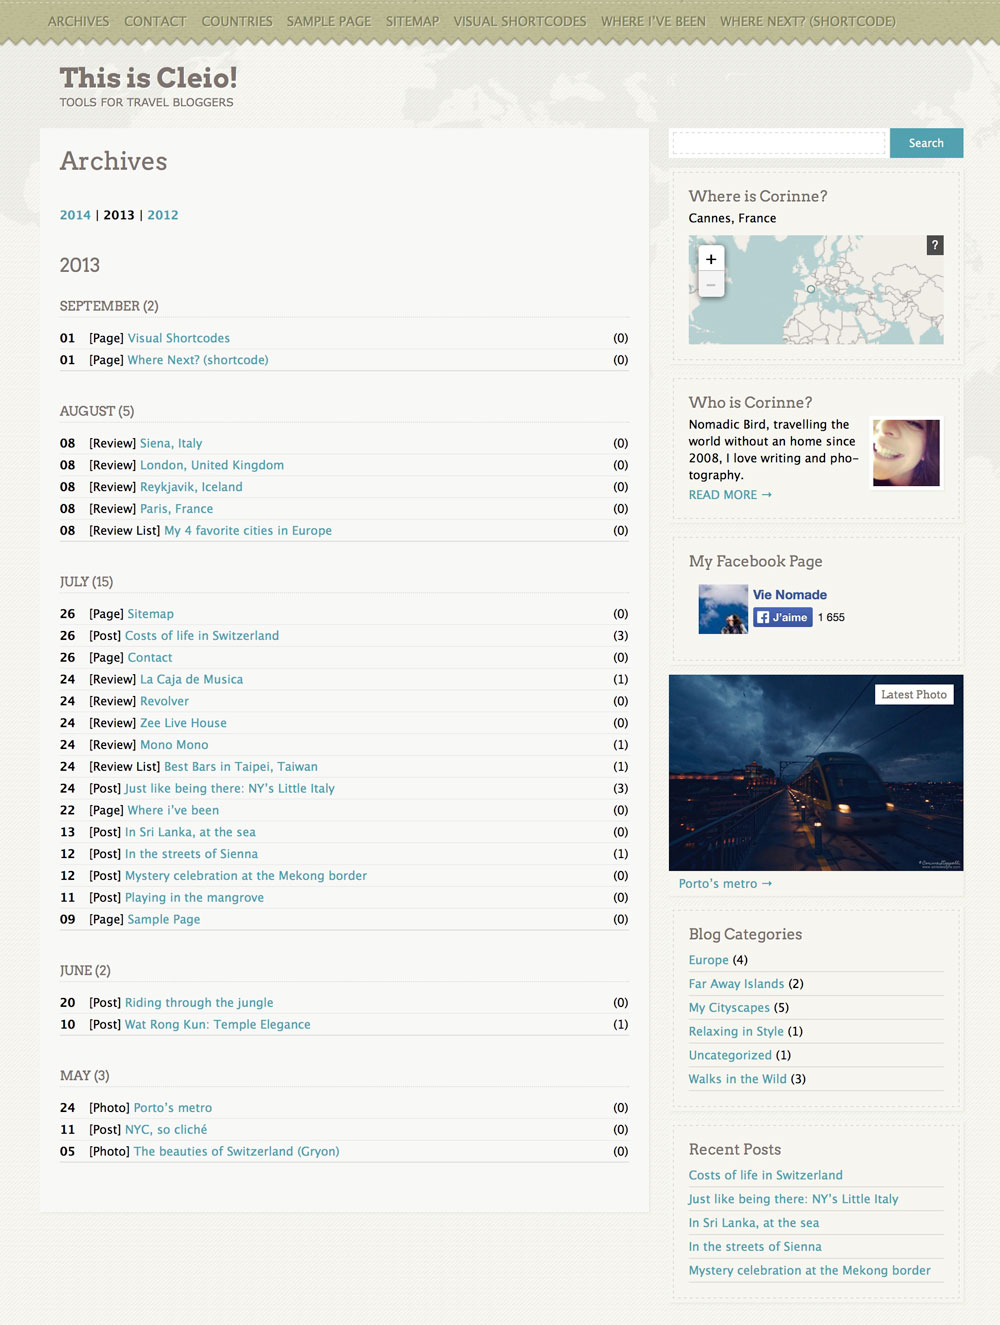 ARCHIVES CONTACT COUNTRIES SAMPLE PAGE SITEMAP VISUAL SHORTCODES WHERE I'VE BEEN WHERE NEXT? (SHORTCODE)
This is Cleio!
TOOLS FOR TRAVEL BLOGGERS
Archives
2014 | 2013 | 2012
2013
SEPTEMBER (2)
01 [Page] Visual Shortcodes (0)
01 [Page] Where Next? (shortcode) (0)
AUGUST (5)
08 [Review] Siena, Italy (0)
08 [Review] London, United Kingdom (0)
08 [Review] Reykjavik, Iceland (0)
08 [Review] Paris, France (0)
08 [Review List] My 4 favorite cities in Europe (0)
JULY (15)
26 [Page] Sitemap (0)
26 [Post] Costs of life in Switzerland (3)
26 [Page] Contact (0)
24 [Review] La Caja de Musica (1)
24 [Review] Revolver (0)
24 [Review] Zee Live House (0)
24 [Review] Mono Mono (1)
24 [Review List] Best Bars in Taipei, Taiwan (1)
24 [Post] Just like being there: NY's Little Italy (3)
22 [Page] Where i've been (0)
13 [Post] In Sri Lanka, at the sea (0)
12 [Post] In the streets of Sienna (1)
12 [Post] Mystery celebration at the Mekong border (0)
11 [Post] Playing in the mangrove (0)
09 [Page] Sample Page (0)
JUNE (2)
20 [Post] Riding through the jungle (0)
10 [Post] Wat Rong Kun: Temple Elegance (1)
MAY (3)
24 [Photo] Porto's metro (0)
11 [Post] NYC, so cliché (0)
05 [Photo] The beauties of Switzerland (Gryon) (0)
Search
Where is Corinne?
Cannes, France
+
−
?
Who is Corinne?
Nomadic Bird, travelling the
world without an home since
2008, I love writing and pho-
tography.
READ MORE →
My Facebook Page
Vie Nomade
J'aime 1 655
Latest Photo
Porto's metro →
Blog Categories
Europe (4)
Far Away Islands (2)
My Cityscapes (5)
Relaxing in Style (1)
Uncategorized (1)
Walks in the Wild (3)
Recent Posts
Costs of life in Switzerland
Just like being there: NY's Little Italy
In Sri Lanka, at the sea
In the streets of Sienna
Mystery celebration at the Mekong border